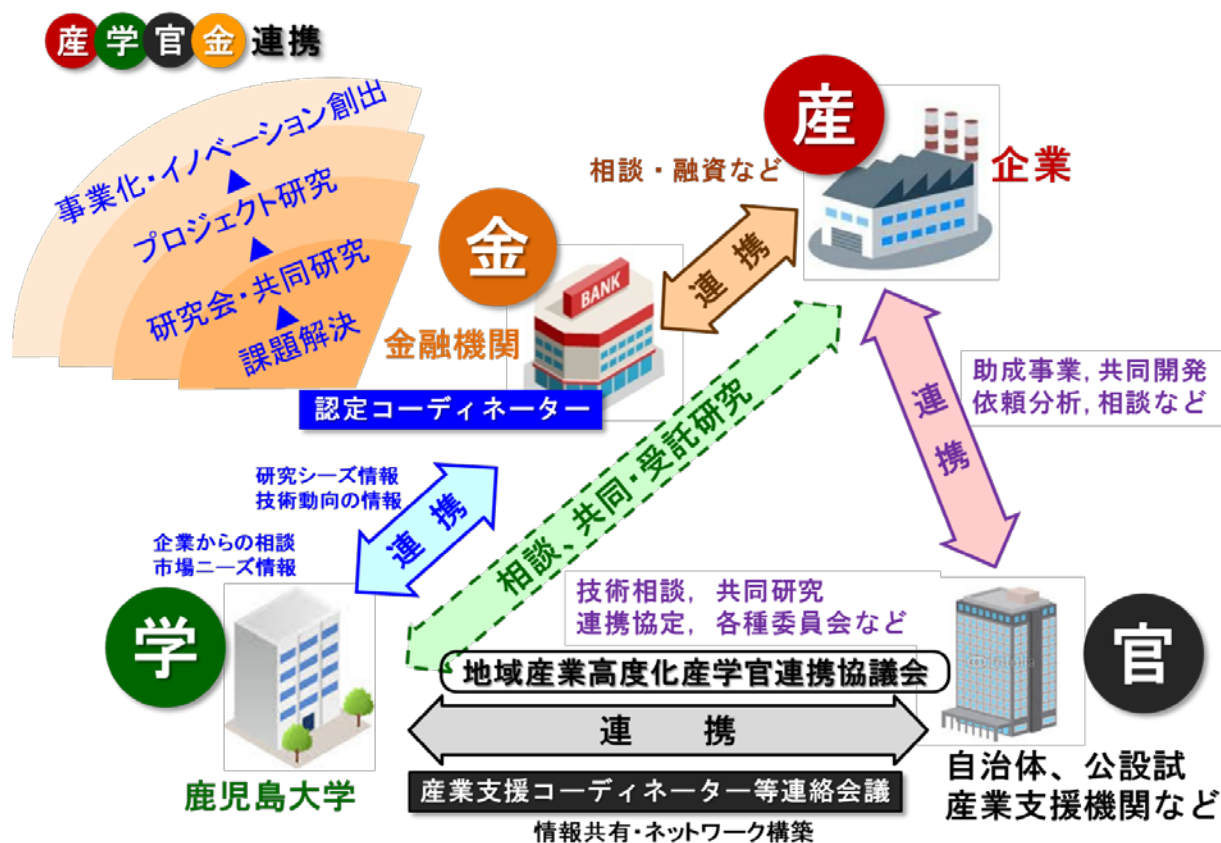 産学官金連携
事業化・イノベーション創出
プロジェクト研究
研究会・共同研究
課題解決
産
企業
相談・融資など
連携
金
BANK
金融機関
認定コーディネーター
助成事業,共同開発
依頼分析,相談など
連携
研究シーズ情報
技術動向の情報
連携
企業からの相談
市場ニーズ情報
相談、共同・受託研究
学
鹿児島大学
技術相談, 共同研究
連携協定, 各種委員会など
地域産業高度化産学官連携協議会
連携
産業支援コーディネーター等連絡会議
情報共有・ネットワーク構築
官
自治体、公設試
産業支援機関など